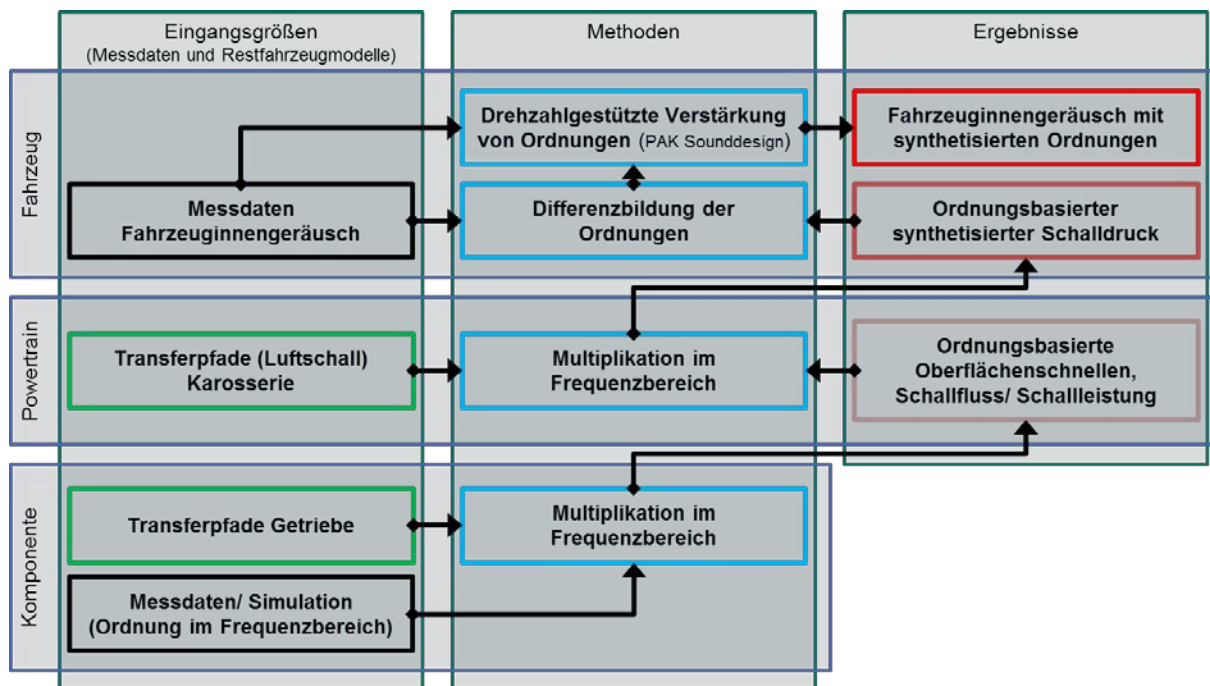 Eingangsgrößen
(Messdaten und Restfahrzeugmodelle)
Methoden
Ergebnisse
Fahrzeug
Drehzahlgestützte Verstärkung
von Ordnungen (PAK Sounddesign)
Fahrzeuginnengeräusch mit
synthetisierten Ordnungen
Messdaten
Fahrzeuginnengeräusch
Differenzbildung der
Ordnungen
Ordnungsbasierter
synthetisierter Schalldruck
Powertrain
Transferpfade (Luftschall)
Karosserie
Multiplikation im
Frequenzbereich
Ordnungsbasierte
Oberflächenschnellen,
Schallfluss/ Schallleistung
Komponente
Transferpfade Getriebe
Multiplikation im
Frequenzbereich
Messdaten/ Simulation
(Ordnung im Frequenzbereich)